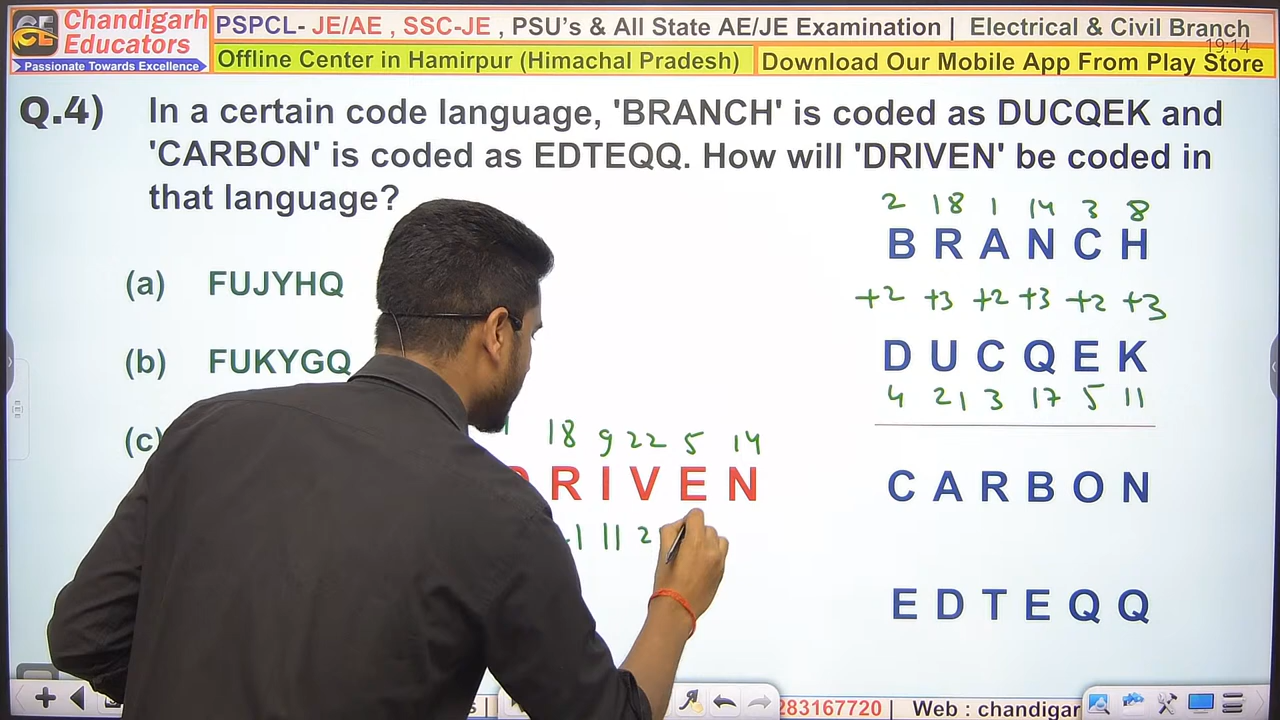 CE Chandigarh Educators
Passionate Towards Excellence
PSPCL- JE/AE , SSC-JE , PSU's & All State AE/JE Examination | Electrical & Civil Branch
19:14
Offline Center in Hamirpur (Himachal Pradesh) Download Our Mobile App From Play Store
Q.4) In a certain code language, 'BRANCH' is coded as DUCQEK and
'CARBON' is coded as EDTEQQ. How will 'DRIVEN' be coded in
that language?
2 18 1 14 3 8
B R A N C H
(a) FUJYHQ
+2 +3 +2 +3 +2 +3
(b) FUKYGQ
D U C Q E K
4 21 3 17 5 11
(c)
18 9 22 5 14
R I V E N
C A R B O N
11 2
E D T E Q Q
283167720 | Web : chandigar